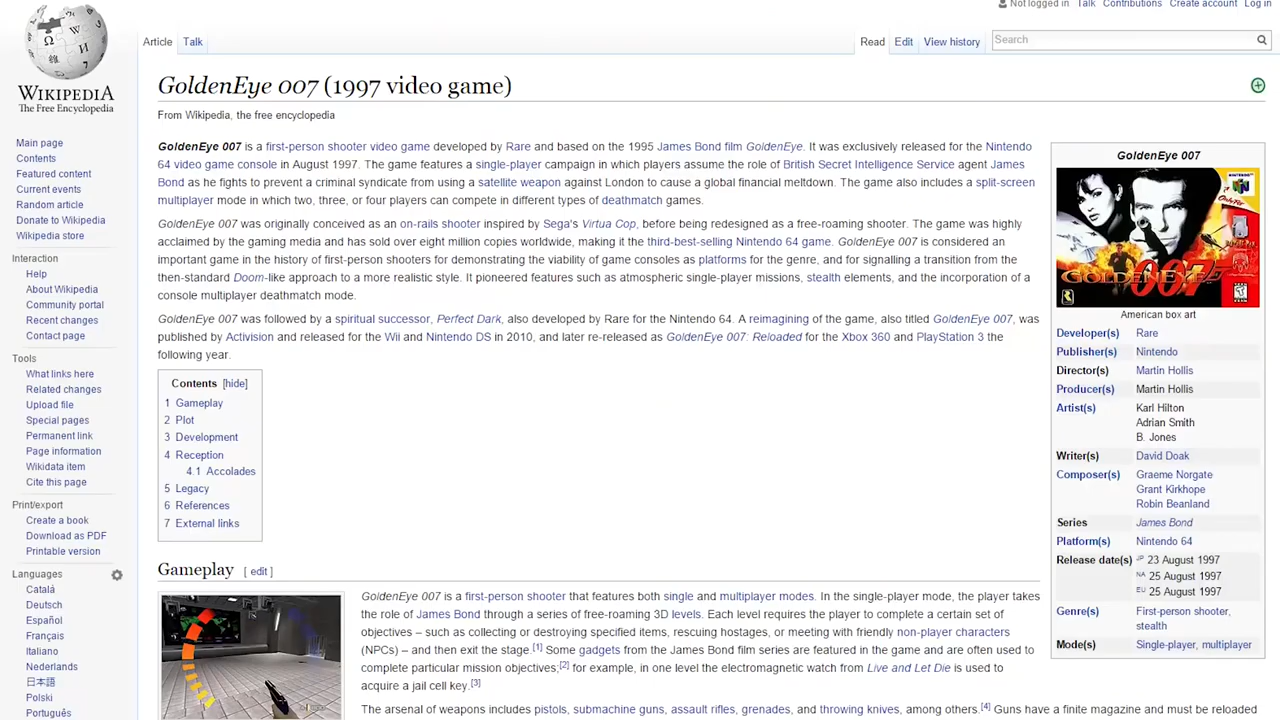 Not logged in Talk Contributions Create account Log in
Article Talk
Read Edit View history
Search
WIKIPEDIA
The Free Encyclopedia
Main page
Contents
Featured content
Current events
Random article
Donate to Wikipedia
Wikipedia store
Interaction
Help
About Wikipedia
Community portal
Recent changes
Contact page
Tools
What links here
Related changes
Upload file
Special pages
Permanent link
Page information
Wikidata item
Cite this page
Print/export
Create a book
Download as PDF
Printable version
Languages
Català
Deutsch
Español
Français
Italiano
Nederlands
日本語
Polski
Português
GoldenEye 007 (1997 video game)
From Wikipedia, the free encyclopedia
GoldenEye 007 is a first-person shooter video game developed by Rare and based on the 1995 James Bond film GoldenEye. It was exclusively released for the Nintendo
64 video game console in August 1997. The game features a single-player campaign in which players assume the role of British Secret Intelligence Service agent James
Bond as he fights to prevent a criminal syndicate from using a satellite weapon against London to cause a global financial meltdown. The game also includes a split-screen
multiplayer mode in which two, three, or four players can compete in different types of deathmatch games.
GoldenEye 007 was originally conceived as an on-rails shooter inspired by Sega's Virtua Cop, before being redesigned as a free-roaming shooter. The game was highly
acclaimed by the gaming media and has sold over eight million copies worldwide, making it the third-best-selling Nintendo 64 game. GoldenEye 007 is considered an
important game in the history of first-person shooters for demonstrating the viability of game consoles as platforms for the genre, and for signalling a transition from the
then-standard Doom-like approach to a more realistic style. It pioneered features such as atmospheric single-player missions, stealth elements, and the incorporation of a
console multiplayer deathmatch mode.
GoldenEye 007 was followed by a spiritual successor, Perfect Dark, also developed by Rare for the Nintendo 64. A reimagining of the game, also titled GoldenEye 007, was
published by Activision and released for the Wii and Nintendo DS in 2010, and later re-released as GoldenEye 007: Reloaded for the Xbox 360 and PlayStation 3 the
following year.
Contents [hide]
1 Gameplay
2 Plot
3 Development
4 Reception
4.1 Accolades
5 Legacy
6 References
7 External links
GoldenEye 007
GOLDENEYE 007
American box art
Developer(s) Rare
Publisher(s) Nintendo
Director(s) Martin Hollis
Producer(s) Martin Hollis
Artist(s) Karl Hilton
Adrian Smith
B. Jones
Writer(s) David Doak
Composer(s) Graeme Norgate
Grant Kirkhope
Robin Beanland
Series James Bond
Platform(s) Nintendo 64
Release date(s) JP 23 August 1997
NA 25 August 1997
EU 25 August 1997
Genre(s) First-person shooter,
stealth
Mode(s) Single-player, multiplayer
Gameplay [ edit ]
GoldenEye 007 is a first-person shooter that features both single and multiplayer modes. In the single-player mode, the player takes
the role of James Bond through a series of free-roaming 3D levels. Each level requires the player to complete a certain set of
objectives – such as collecting or destroying specified items, rescuing hostages, or meeting with friendly non-player characters
(NPCs) – and then exit the stage.[1] Some gadgets from the James Bond film series are featured in the game and are often used to
complete particular mission objectives;[2] for example, in one level the electromagnetic watch from Live and Let Die is used to
acquire a jail cell key.[3]
The arsenal of weapons includes pistols, submachine guns, assault rifles, grenades, and throwing knives, among others.[4] Guns have a finite magazine and must be reloaded